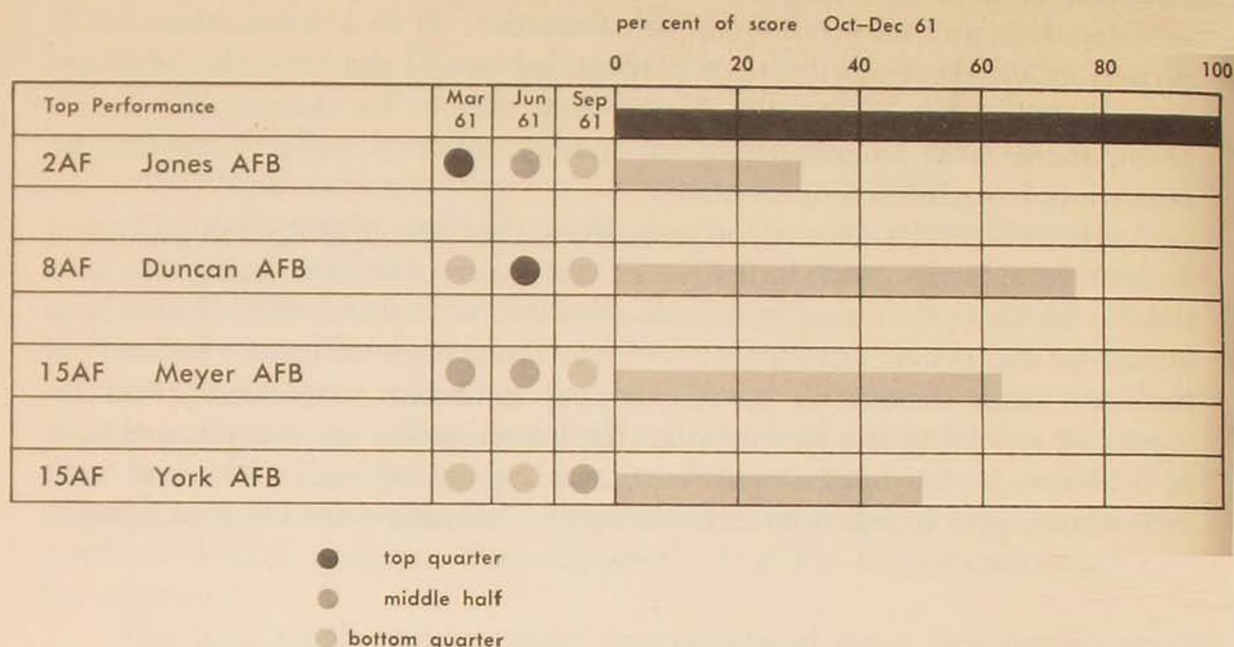 per cent of score Oct–Dec 61
0 20 40 60 80 100
Top Performance Mar 61 Jun 61 Sep 61
2AF Jones AFB
8AF Duncan AFB
15AF Meyer AFB
15AF York AFB
top quarter
middle half
bottom quarter